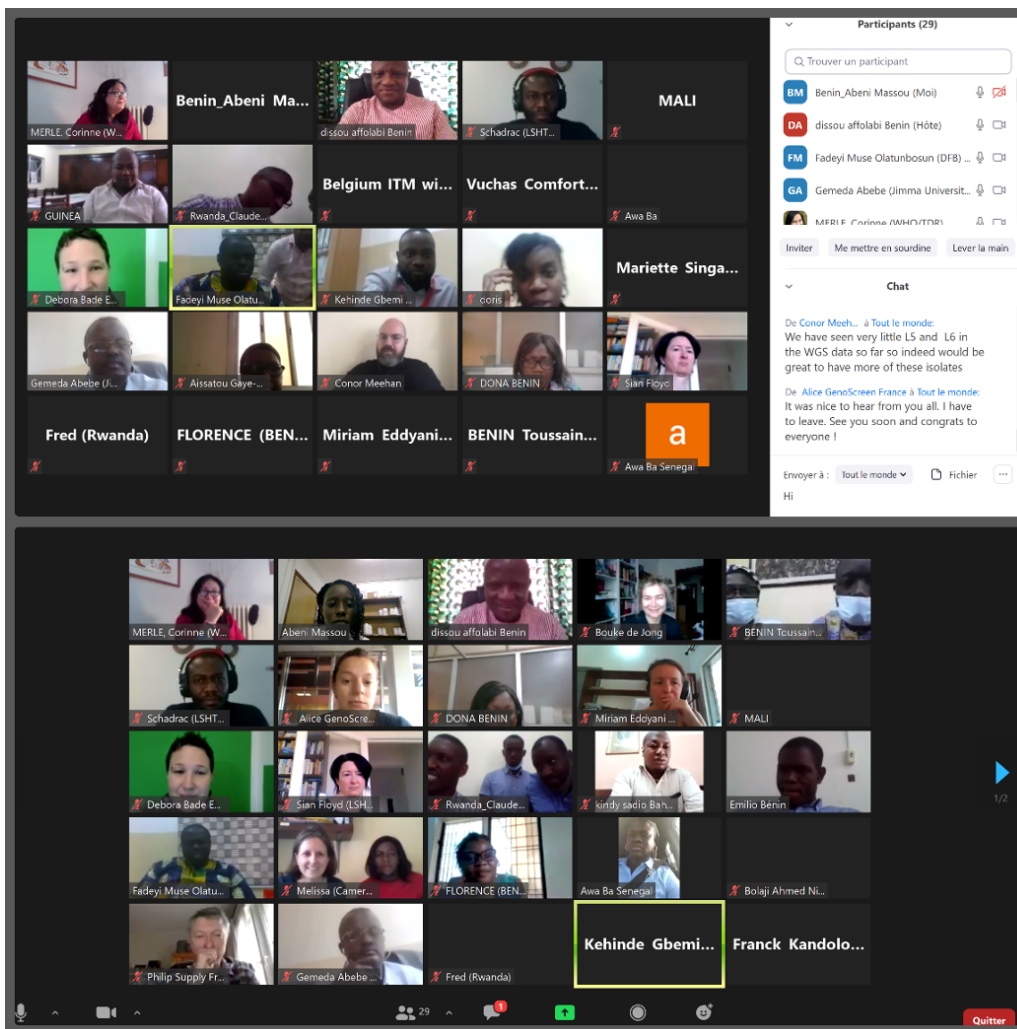 MERLE, Corinne (W...
Benin_Abeni Ma...
dissou affolabi Benin
Schadrac (LSHT...
MALI
GUINEA
Rwanda_Claude...
Belgium ITM wi...
Vuchas Comfort...
Awa Ba
Debora Bade E...
Fadeyi Muse Olatu...
Kehinde Gbemi ...
doris
Mariette Singa...
Gemeda Abebe (Ji...
Aissatou Gaye-...
Conor Meehan
DONA BENIN
Sian Floyd
Fred (Rwanda)
FLORENCE (BEN...
Miriam Eddyani...
BENIN Toussain...
a
Awa Ba Senegal
Participants (29)
Trouver un participant
BM Benin_Abeni Massou (Moi)
DA dissou affolabi Benin (Hôte)
FM Fadeyi Muse Olatunbosun (DFB) ...
GA Gemeda Abebe (Jimma Universit...
MERLE, Corinne (WHO/TDR)
Inviter Me mettre en sourdine Lever la main
Chat
De Conor Meeh... à Tout le monde:
We have seen very little L5 and L6 in
the WGS data so far so indeed would be
great to have more of these isolates
De Alice GenoScreen France à Tout le monde:
It was nice to hear from you all. I have
to leave. See you soon and congrats to
everyone !
Envoyer à : Tout le monde Fichier ...
Hi
MERLE, Corinne (W...
Abeni Massou
dissou affolabi Benin
Bouke de Jong
BENIN Toussain...
Schadrac (LSHT...
Alice GenoScre...
DONA BENIN
Miriam Eddyani ...
MALI
Debora Bade E...
Sian Floyd (LSH...
Rwanda_Claude...
kindy sadio Bah...
Emilio Benin
1/2
Fadeyi Muse Olatu...
Melissa (Camer...
FLORENCE (BEN...
Awa Ba Senegal
Bolaji Ahmed Ni...
Philip Supply Fr...
Gemeda Abebe ...
Fred (Rwanda)
Kehinde Gbemi...
Franck Kandolo...
29
1
Quitter